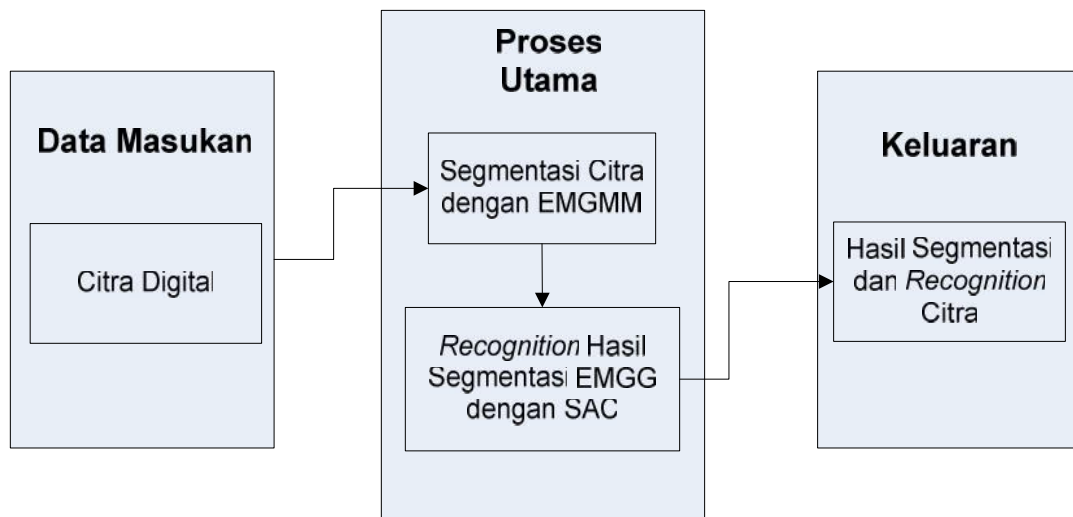 Data Masukan
Citra Digital
Proses
Utama
Segmentasi Citra
dengan EMGMM
Recognition Hasil
Segmentasi EMGG
dengan SAC
Keluaran
Hasil Segmentasi
dan Recognition
Citra